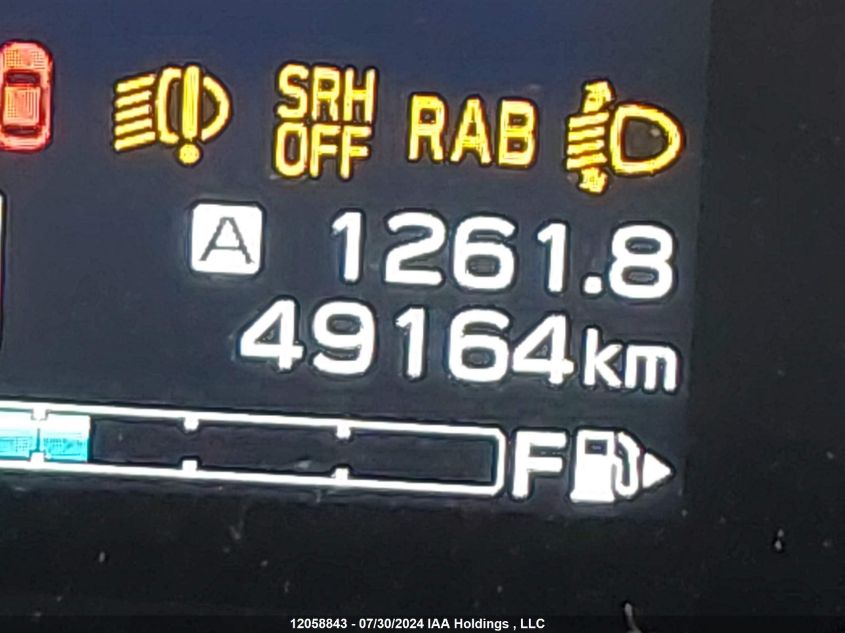 SRH
OFF
RAB
A 1261.8
49164km
F
12058843 - 07/30/2024 IAA Holdings , LLC